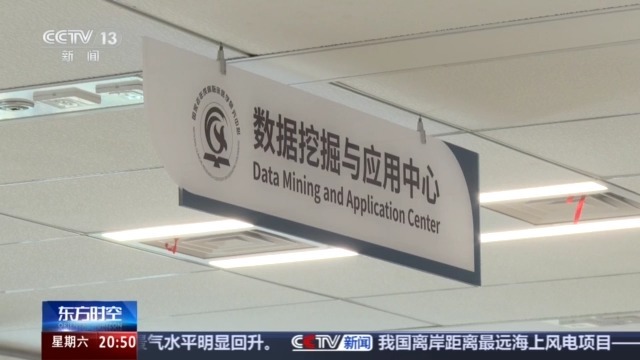 CCTV 13
新闻
数据挖掘与应用中心
Data Mining and Application Center
东方时空
星期六 20:50
气水平明显回升。 CCTV新闻 我国离岸距离最远海上风电项目——